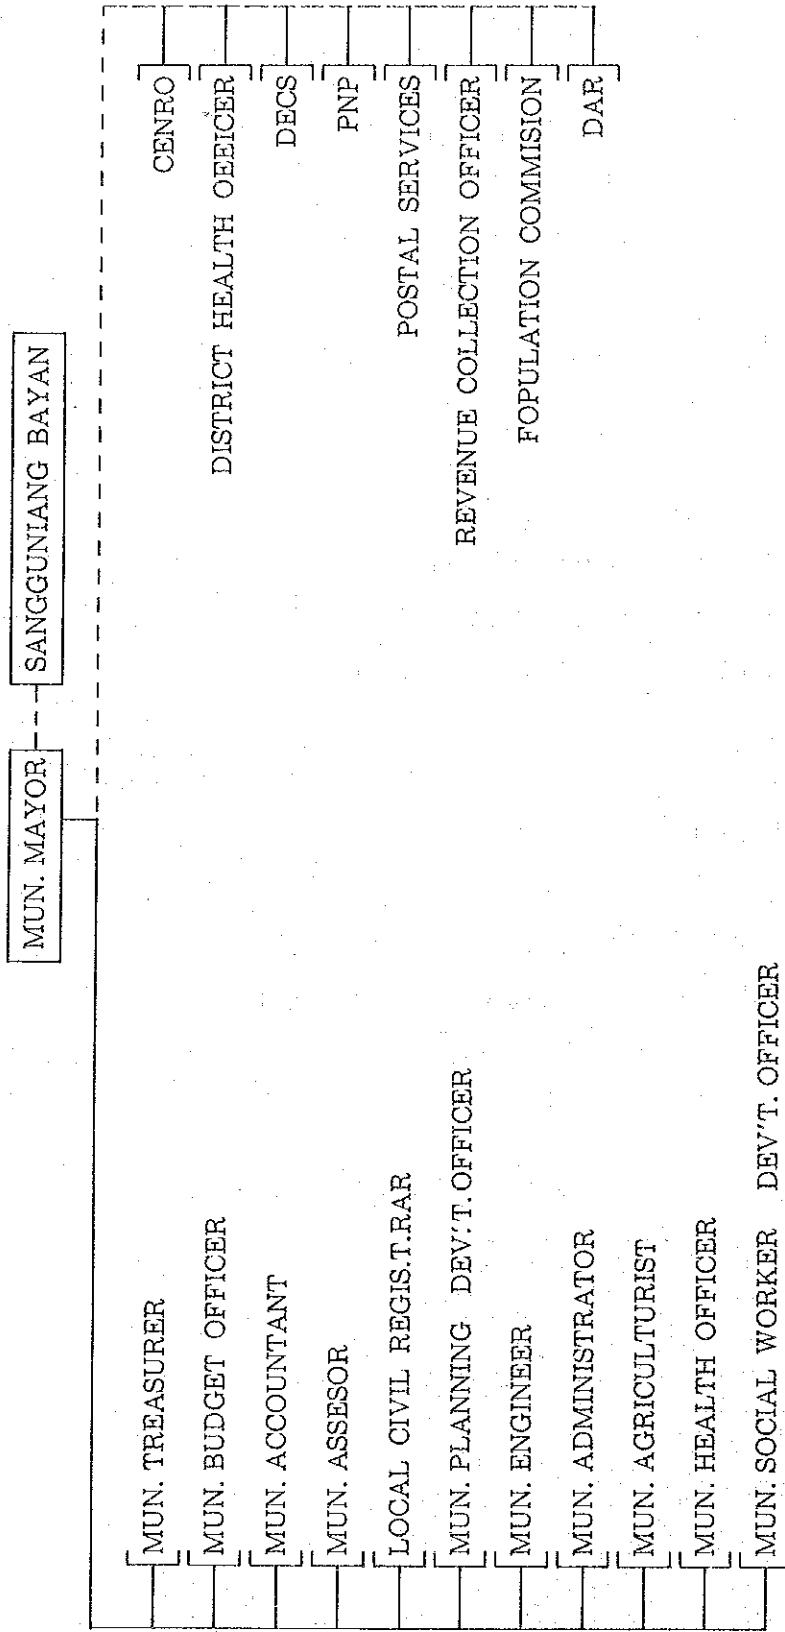 MUN. MAYOR
SANGGUNIANG BAYAN
MUN. TREASURER
MUN. BUDGET OFFICER
MUN. ACCOUNTANT
MUN. ASSESOR
LOCAL CIVIL REGIS.T.RAR
MUN. PLANNING DEV'.T. OFFICER
MUN. ENGINEER
MUN. ADMINISTRATOR
MUN. AGRICULTURIST
MUN. HEALTH OFFICER
MUN. SOCIAL WORKER DEV'T. OFFICER
CENRO
DISTRICT HEALTH OEEICER
DECS
PNP
POSTAL SERVICES
REVENUE COLLECTION OFFICER
FOPULATION COMMISION
DAR